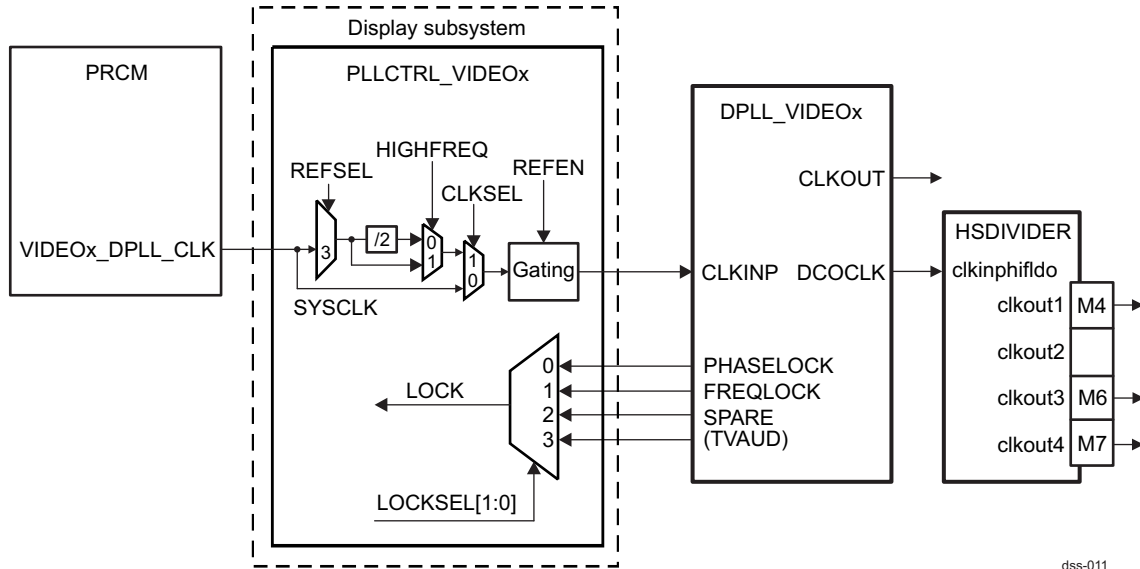 Display subsystem
PRCM
PLLCTRL_VIDEOx
DPLL_VIDEOx
HIGHFREQ
REFSEL
REFEN
CLKSEL
CLKOUT
/2
0
1
3
1
0
Gating
VIDEOx_DPLL_CLK
SYSCLK
CLKINP
DCOCLK
HSDIVIDER
clkinphifldo
clkout1
M4
clkout2
clkout3
M6
clkout4
M7
LOCK
0
1
2
3
PHASELOCK
FREQLOCK
SPARE
(TVAUD)
LOCKSEL[1:0]
dss-011